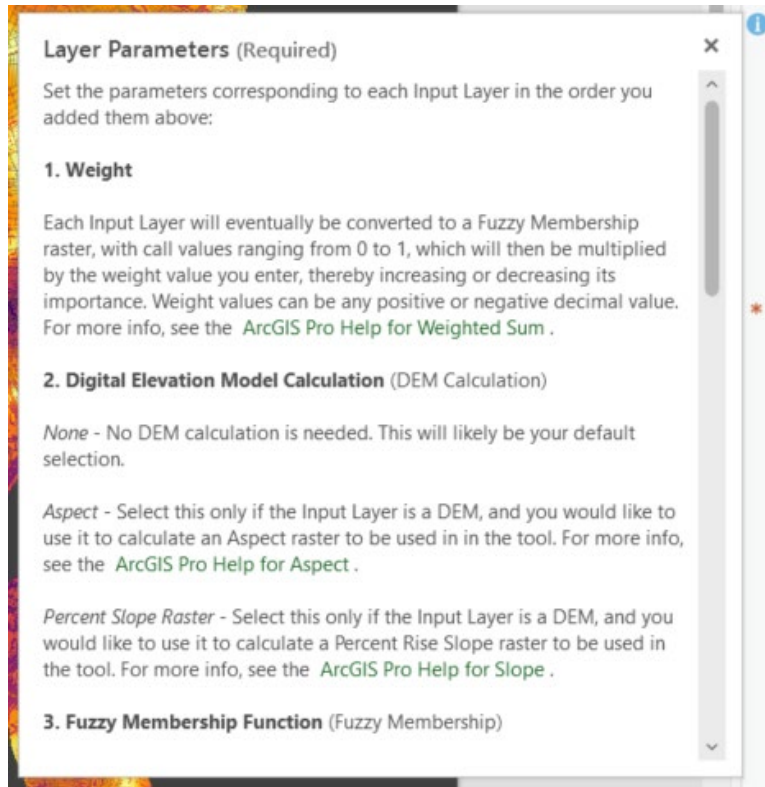 Layer Parameters (Required)
Set the parameters corresponding to each Input Layer in the order you
added them above:
1. Weight
Each Input Layer will eventually be converted to a Fuzzy Membership
raster, with call values ranging from 0 to 1, which will then be multiplied
by the weight value you enter, thereby increasing or decreasing its
importance. Weight values can be any positive or negative decimal value.
For more info, see the ArcGIS Pro Help for Weighted Sum .
2. Digital Elevation Model Calculation (DEM Calculation)
None - No DEM calculation is needed. This will likely be your default
selection.
Aspect - Select this only if the Input Layer is a DEM, and you would like to
use it to calculate an Aspect raster to be used in in the tool. For more info,
see the ArcGIS Pro Help for Aspect .
Percent Slope Raster - Select this only if the Input Layer is a DEM, and you
would like to use it to calculate a Percent Rise Slope raster to be used in
the tool. For more info, see the ArcGIS Pro Help for Slope .
3. Fuzzy Membership Function (Fuzzy Membership)